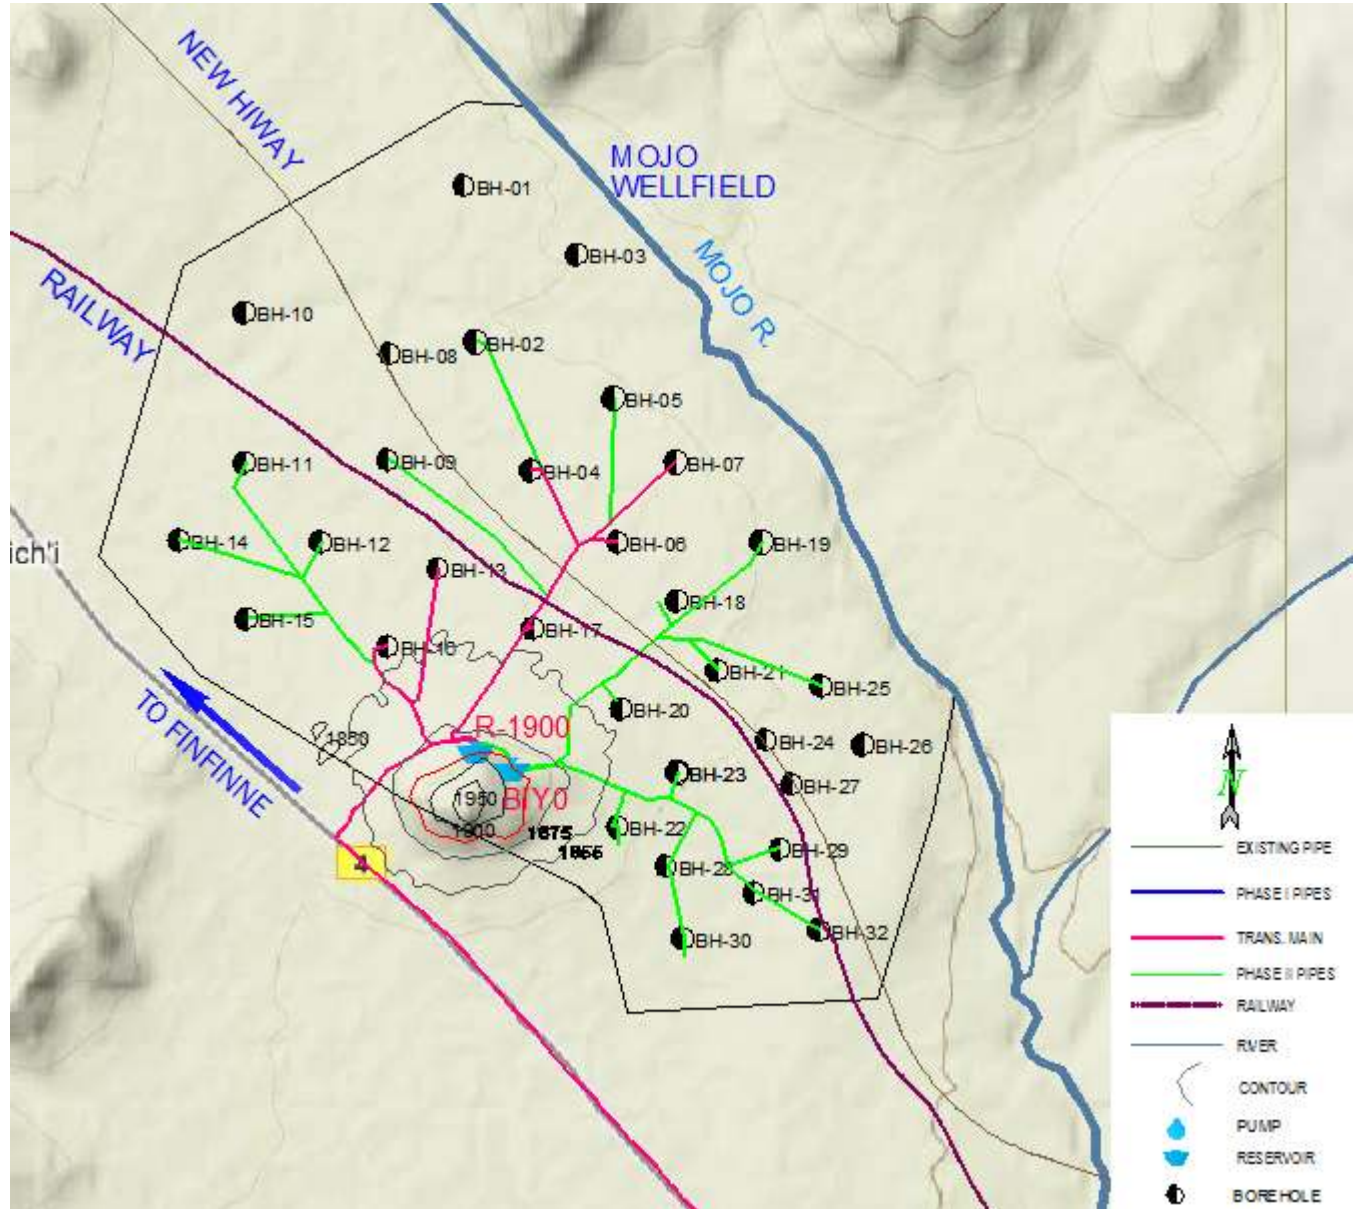 NEW HIWAY
MOJO
WELLFIELD
BH-01
BH-03
MOJO R.
RAILWAY
BH-10
BH-02
BH-08
BH-05
BH-11
BH-09
BH-04
BH-07
ich'i
BH-14
BH-12
BH-06
BH-19
BH-13
BH-18
BH-15
BH-17
BH-16
BH-21
BH-25
TO FINFINNE
BH-20
R-1900
1850
BH-24
BH-26
BH-23
BH-27
1950
B/Y0
1900
1875
BH-22
1855
BH-29
4
BH-28
BH-31
BH-32
BH-30
N
EXISTING PIPE
PHASE I PIPES
TRANS. MAIN
PHASE II PIPES
RAILWAY
RIVER
CONTOUR
PUMP
RESERVOIR
BOREHOLE